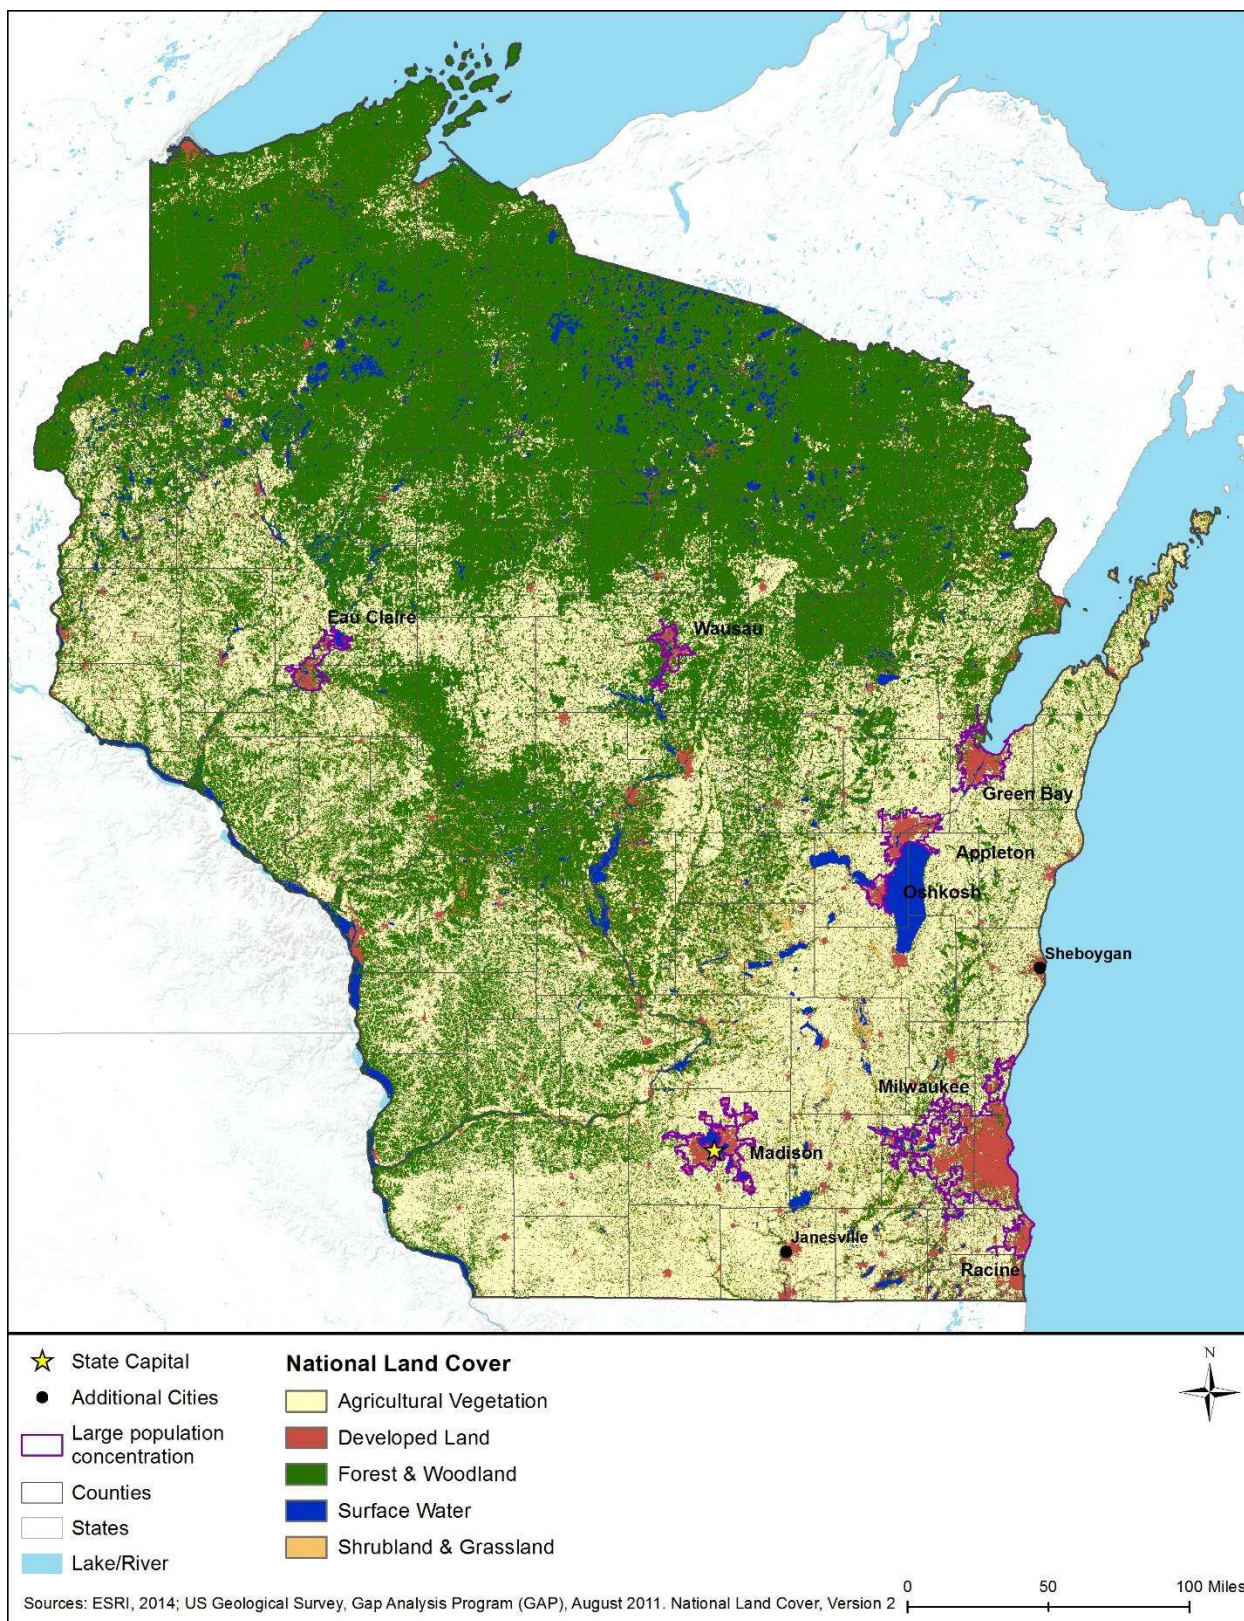 Eau Claire
Wausau
Green Bay
Appleton
Oshkosh
Sheboygan
Milwaukee
Madison
Janesville
Racine
State Capital
Additional Cities
Large population
concentration
Counties
States
Lake/River
National Land Cover
Agricultural Vegetation
Developed Land
Forest & Woodland
Surface Water
Shrubland & Grassland
N
0 50 100 Miles
Sources: ESRI, 2014; US Geological Survey, Gap Analysis Program (GAP), August 2011. National Land Cover, Version 2